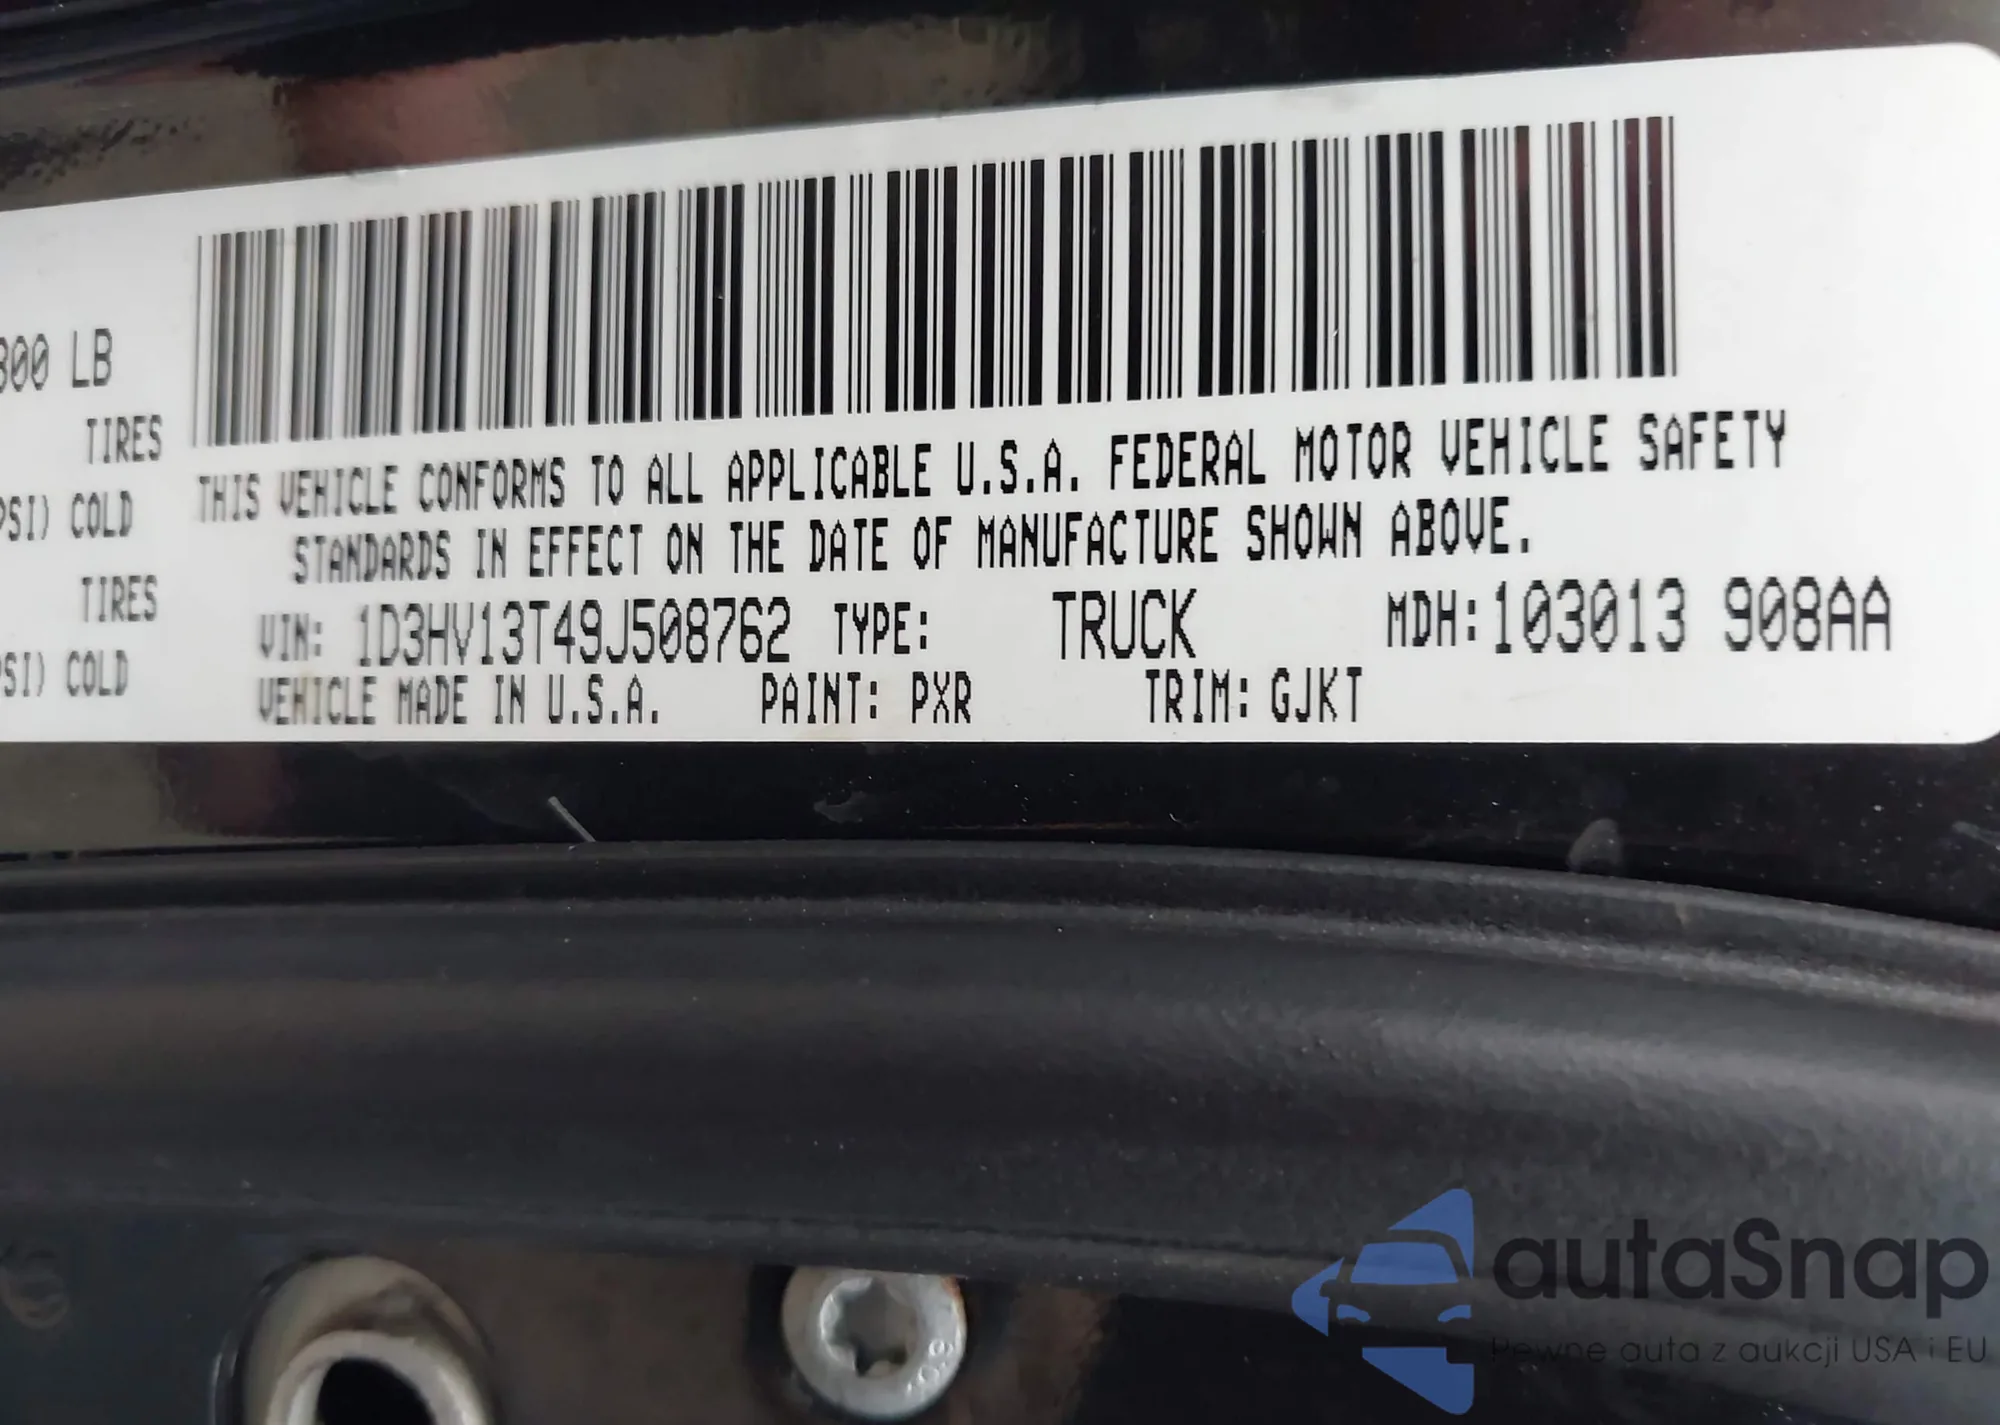 800 LB
TIRES
PSI) COLD
TIRES
PSI) COLD
THIS VEHICLE CONFORMS TO ALL APPLICABLE U.S.A. FEDERAL MOTOR VEHICLE SAFETY
STANDARDS IN EFFECT ON THE DATE OF MANUFACTURE SHOWN ABOVE.
VIN: 1D3HV13T49J508762 TYPE: TRUCK MDH:103013 908AA
VEHICLE MADE IN U.S.A. PAINT: PXR TRIM: GJKT
autaSnap
Pewne auta z aukcji USA i EU